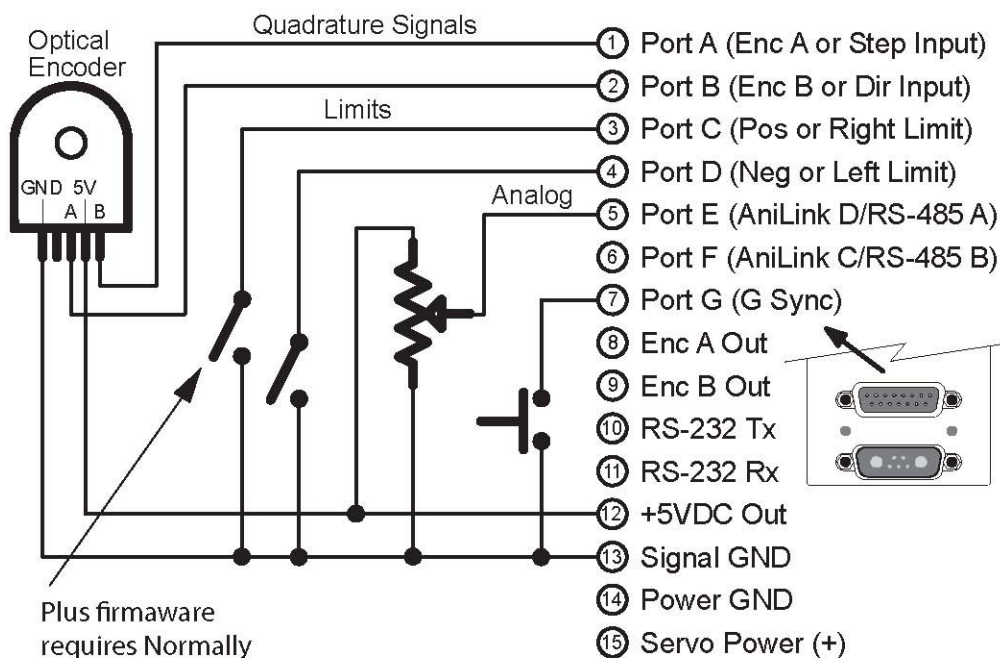 Quadrature Signals
Optical
Encoder
GND 5V
A B
Limits
Analog
1 Port A (Enc A or Step Input)
2 Port B (Enc B or Dir Input)
3 Port C (Pos or Right Limit)
4 Port D (Neg or Left Limit)
5 Port E (AniLink D/RS-485 A)
6 Port F (AniLink C/RS-485 B)
7 Port G (G Sync)
8 Enc A Out
9 Enc B Out
10 RS-232 Tx
11 RS-232 Rx
12 +5VDC Out
13 Signal GND
14 Power GND
15 Servo Power (+)
Plus firmaware
requires Normally